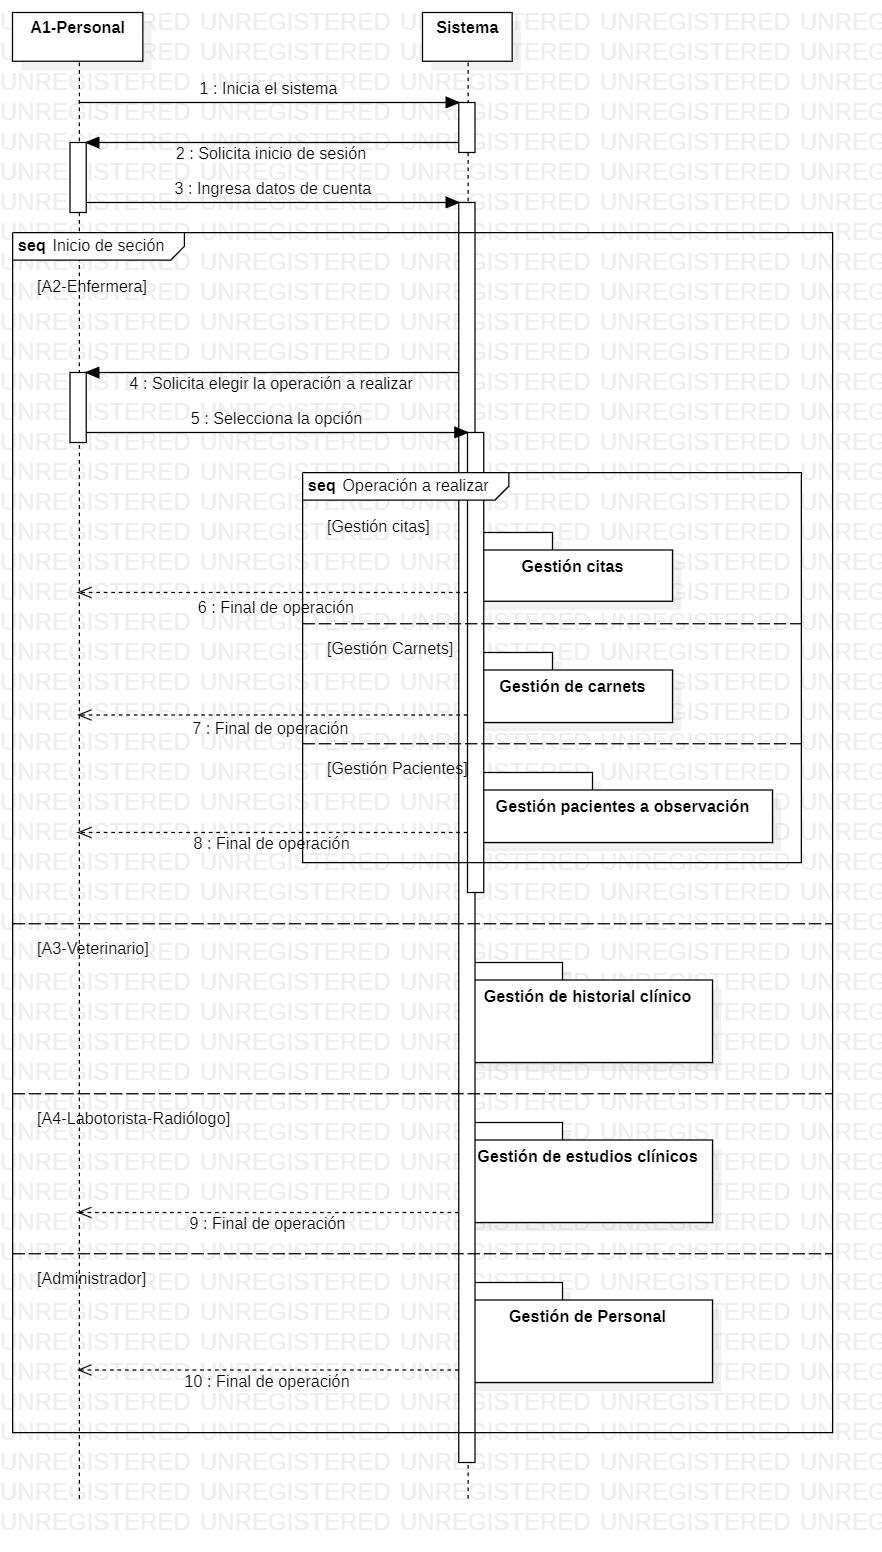 A1-Personal
Sistema
1 : Inicia el sistema
2 : Solicita inicio de sesión
3 : Ingresa datos de cuenta
seq Inicio de seción
[A2-Enfermera]
4 : Solicita elegir la operación a realizar
5 : Selecciona la opción
seq Operación a realizar
[Gestión citas]
Gestión citas
6 : Final de operación
[Gestión Carnets]
Gestión de carnets
7 : Final de operación
[Gestión Pacientes]
Gestión pacientes a observación
8 : Final de operación
[A3-Veterinario]
Gestión de historial clínico
[A4-Labotorista-Radiólogo]
Gestión de estudios clínicos
9 : Final de operación
[Administrador]
Gestión de Personal
10 : Final de operación
UNREGISTERED